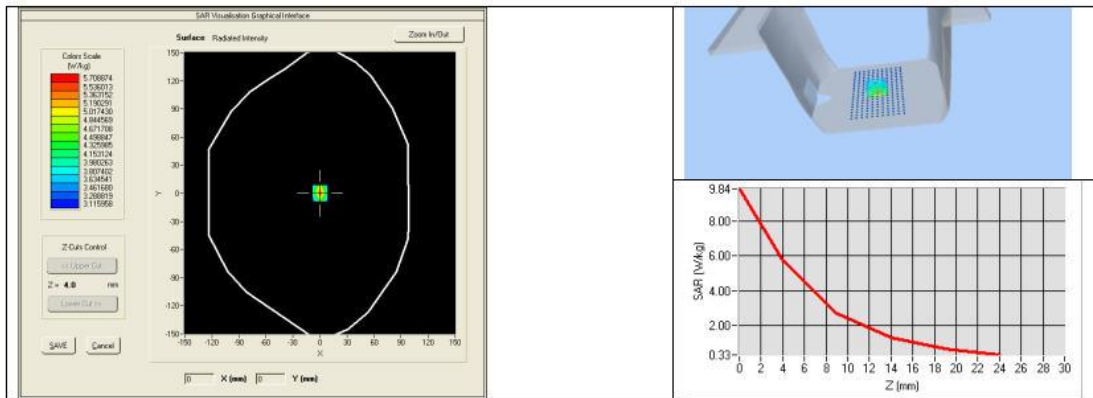 SAR Visualisation Graphical Interface
Surface Radiated Intensity
Zoom In/Out
Colors Scale
(W/kg)
5.708874
5.536013
5.363152
5.190291
5.017430
4.844569
4.671708
4.498847
4.325985
4.153124
3.980263
3.807402
3.634541
3.461680
3.288819
3.115958
Z-Cuts Control
<< Upper Cut
Z = 4.0 mm
Lower Cut >>
SAVE Cancel
150
120
90
60
30
0
-30
-60
-90
-120
-150
Y
-150 -120 -90 -60 -30 0 30 60 90 120 150
X
0 X (mm) 0 Y (mm)
9.84
8.00
6.00
4.00
2.00
0.33
SAR (W/kg)
0 2 4 6 8 10 12 14 16 18 20 22 24 26 28 30
Z (mm)